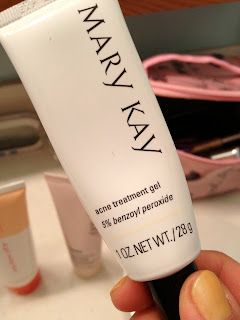 MARY KAY
acne treatment gel
5% benzoyl peroxide
1 OZ. NET WT./28 g